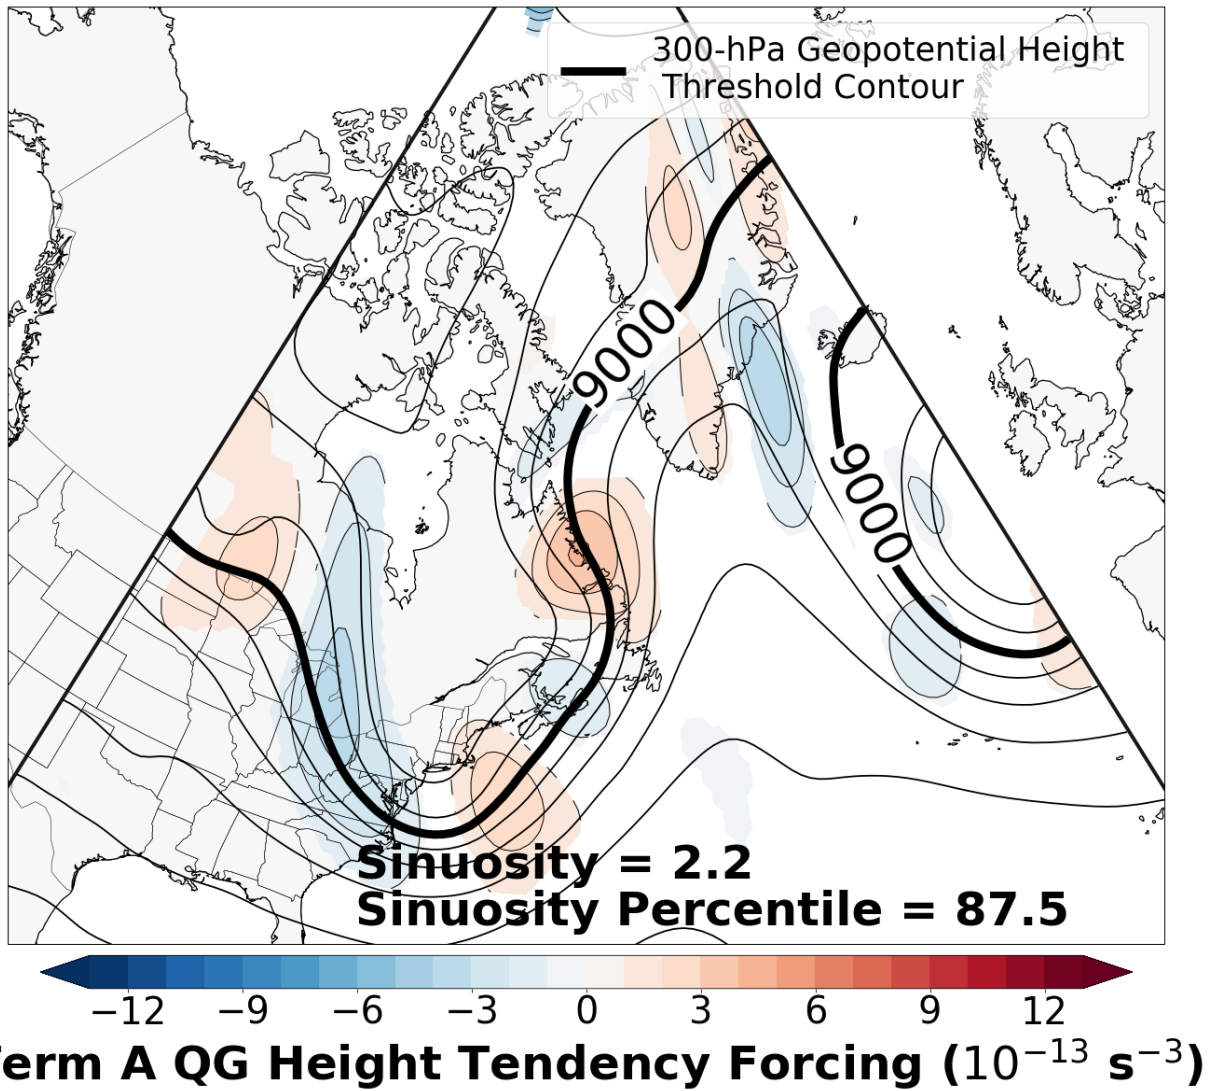 300-hPa Geopotential Height
Threshold Contour
9000
9000
Sinuosity = 2.2
Sinuosity Percentile = 87.5
−12 −9 −6 −3 0 3 6 9 12
erm A QG Height Tendency Forcing (10⁻¹³ s⁻³)